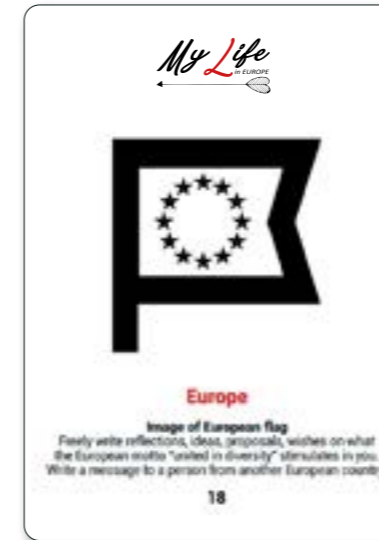 My Life
in EUROPE
Europe
Image of European flag
Freely write reflections, ideas, proposals, wishes on what
the European motto "united in diversity" stimulates in you.
Write a message to a person from another European country
18